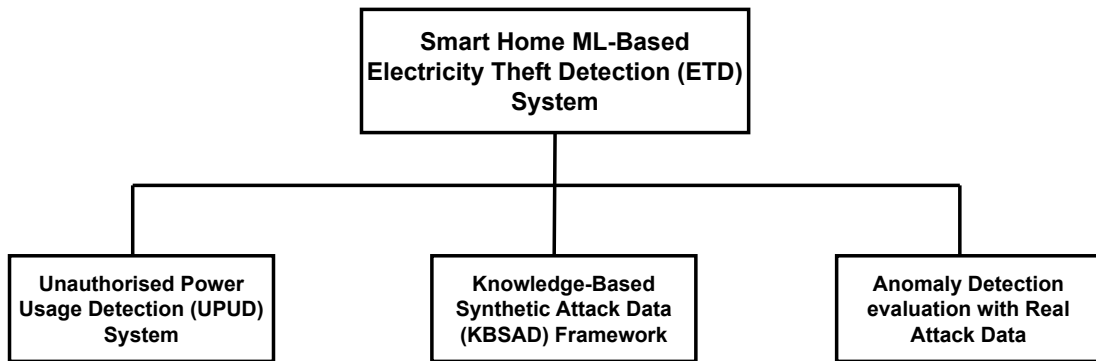 Smart Home ML-Based
Electricity Theft Detection (ETD)
System
Unauthorised Power
Usage Detection (UPUD)
System
Knowledge-Based
Synthetic Attack Data
(KBSAD) Framework
Anomaly Detection
evaluation with Real
Attack Data